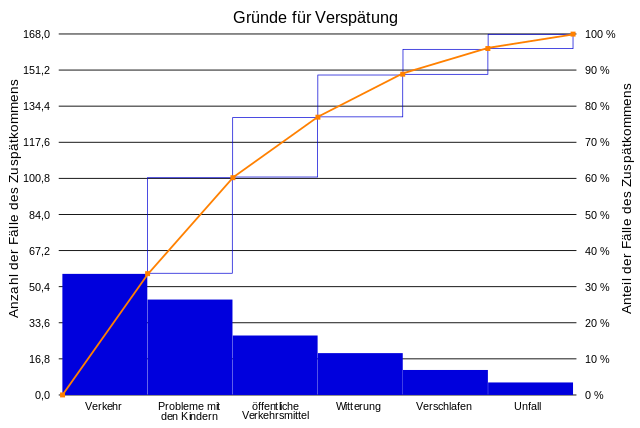 Gründe für Verspätung
Anzahl der Fälle des Zuspätkommens
168,0
151,2
134,4
117,6
100,8
84,0
67,2
50,4
33,6
16,8
0,0
100 %
90 %
80 %
70 %
60 %
50 %
40 %
30 %
20 %
10 %
0 %
Anteil der Fälle des Zuspätkommens
Verkehr
Probleme mit
den Kindern
öffentliche
Verkehrsmittel
Witterung
Verschlafen
Unfall